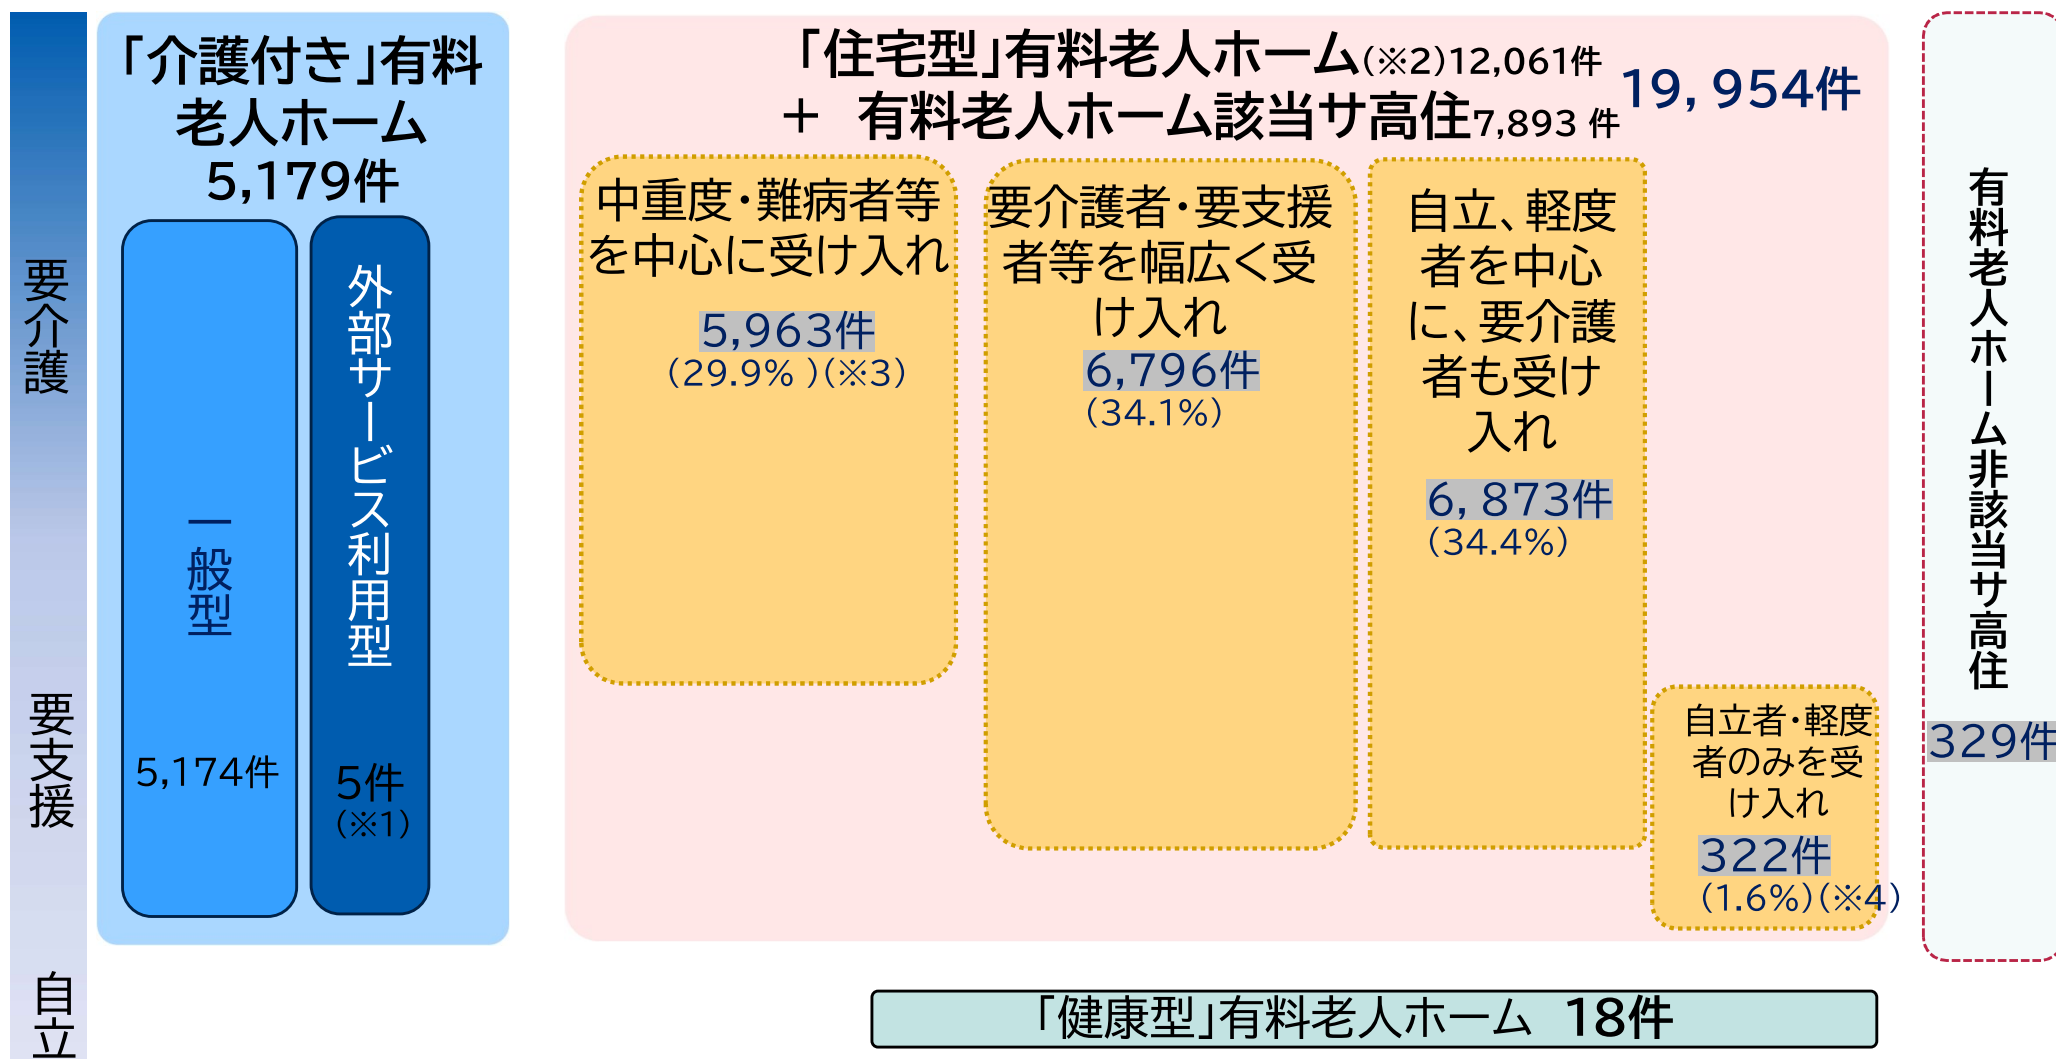 要介護
要支援
自立
「介護付き」有料
老人ホーム
5,179件
一般型
5,174件
外部サービス利用型
5件
(※1)
「住宅型」有料老人ホーム(※2)12,061件
＋ 有料老人ホーム該当サ高住7,893 件
19,954件
中重度・難病者等
を中心に受け入れ
5,963件
(29.9% )(※3)
要介護者・要支援
者等を幅広く受
け入れ
6,796件
(34.1%)
自立、軽度
者を中心
に、要介護
者も受け
入れ
6,873件
(34.4%)
自立者・軽度
者のみを受
け入れ
322件
(1.6%)(※4)
有料老人ホーム非該当サ高住
329件
「健康型」有料老人ホーム 18件